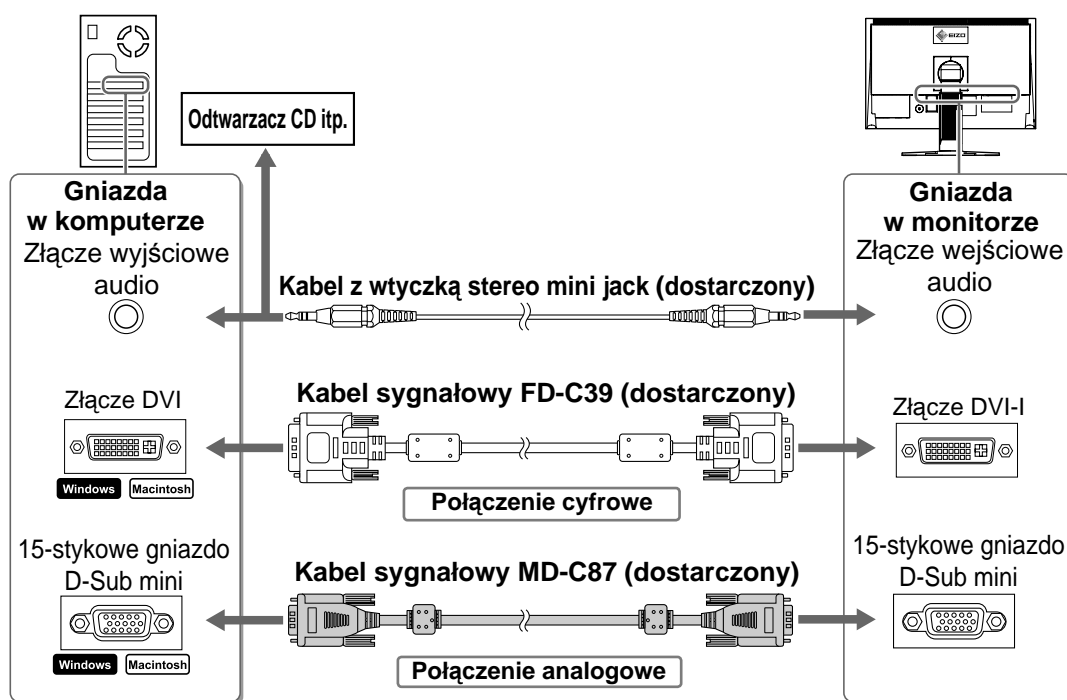 EIZO
Odtwarzacz CD itp.
Gniazda
w komputerze
Złącze wyjściowe
audio
Kabel z wtyczką stereo mini jack (dostarczony)
Gniazda
w monitorze
Złącze wejściowe
audio
Złącze DVI
Windows Macintosh
Kabel sygnałowy FD-C39 (dostarczony)
Połączenie cyfrowe
Złącze DVI-I
15-stykowe gniazdo
D-Sub mini
Windows Macintosh
Kabel sygnałowy MD-C87 (dostarczony)
Połączenie analogowe
15-stykowe gniazdo
D-Sub mini